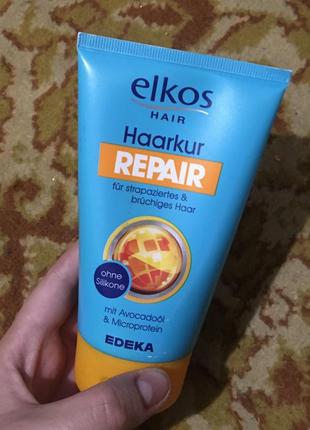 elkos
HAIR
Haarkur
REPAIR
für strapaziertes &
brüchiges Haar
ohne
Silikone
mit Avocadoöl
& Microprotein
EDEKA